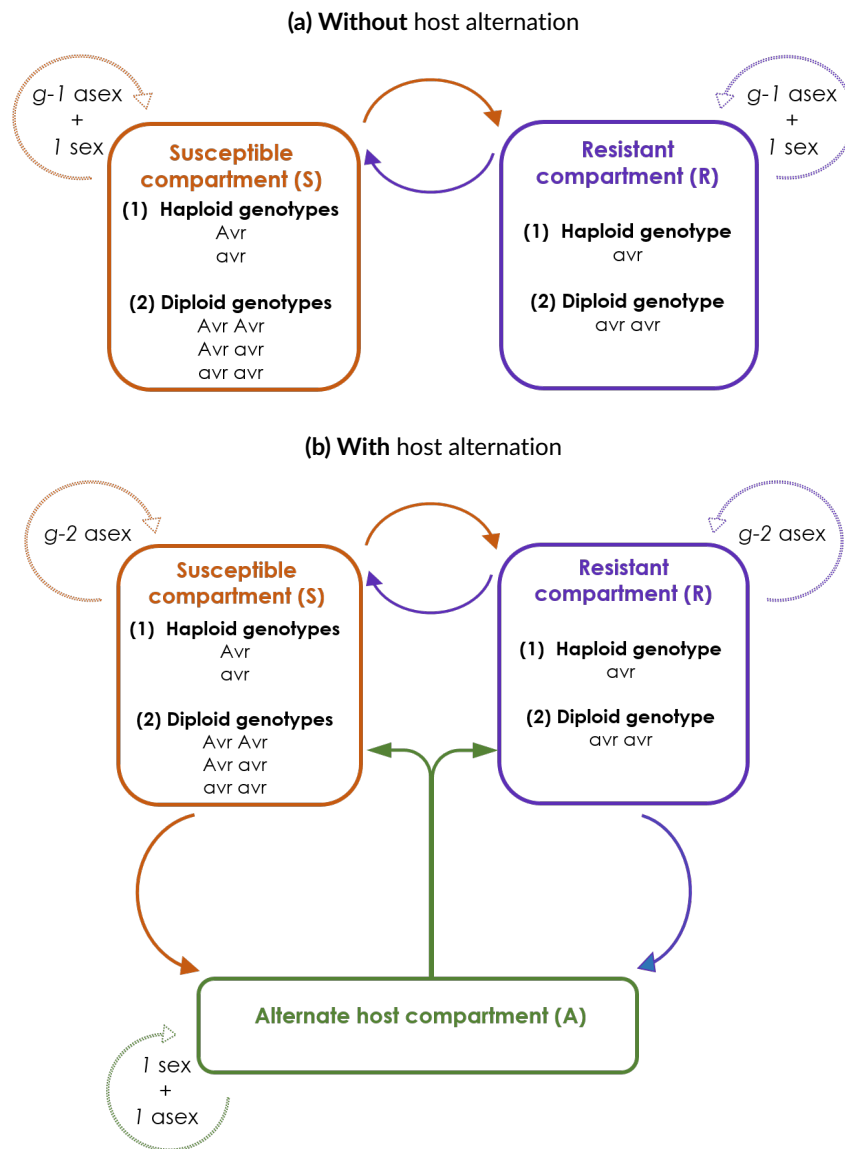 (a) Without host alternation
g-1 asex
+
1 sex
Susceptible
compartment (S)
(1) Haploid genotypes
Avr
avr
(2) Diploid genotypes
Avr Avr
Avr avr
avr avr
Resistant
compartment (R)
(1) Haploid genotype
avr
(2) Diploid genotype
avr avr
g-1 asex
+
1 sex
(b) With host alternation
g-2 asex
Susceptible
compartment (S)
(1) Haploid genotypes
Avr
avr
(2) Diploid genotypes
Avr Avr
Avr avr
avr avr
Resistant
compartment (R)
(1) Haploid genotype
avr
(2) Diploid genotype
avr avr
g-2 asex
Alternate host compartment (A)
1 sex
+
1 asex